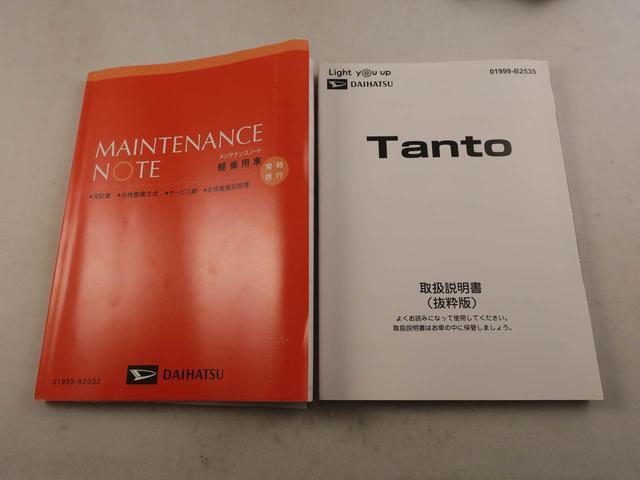 MAINTENANCE
NOTE
メンテナンスノート
軽乗用車
常時
携行
●保証書 ●点検整備方式 ●サービス網 ●点検整備記録簿
DAIHATSU
01999-B2032
Light you up
DAIHATSU
01999-B2535
Tanto
取扱説明書
(抜粋版)
よくお読みになって使用してください。
取扱説明書はお車の中に保管しましょう。